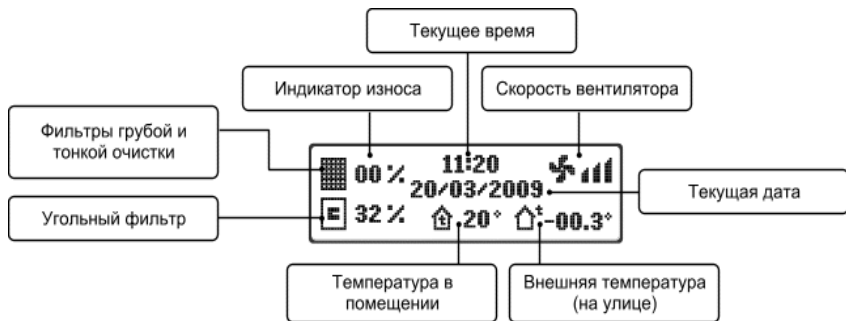 Текущее время
Индикатор износа
Скорость вентилятора
Фильтры грубой и
тонкой очистки
00%
11:20
20/03/2009
Текущая дата
Угольный фильтр
C
32%
t
20°
t
-00.3°
Температура в
помещении
Внешняя температура
(на улице)